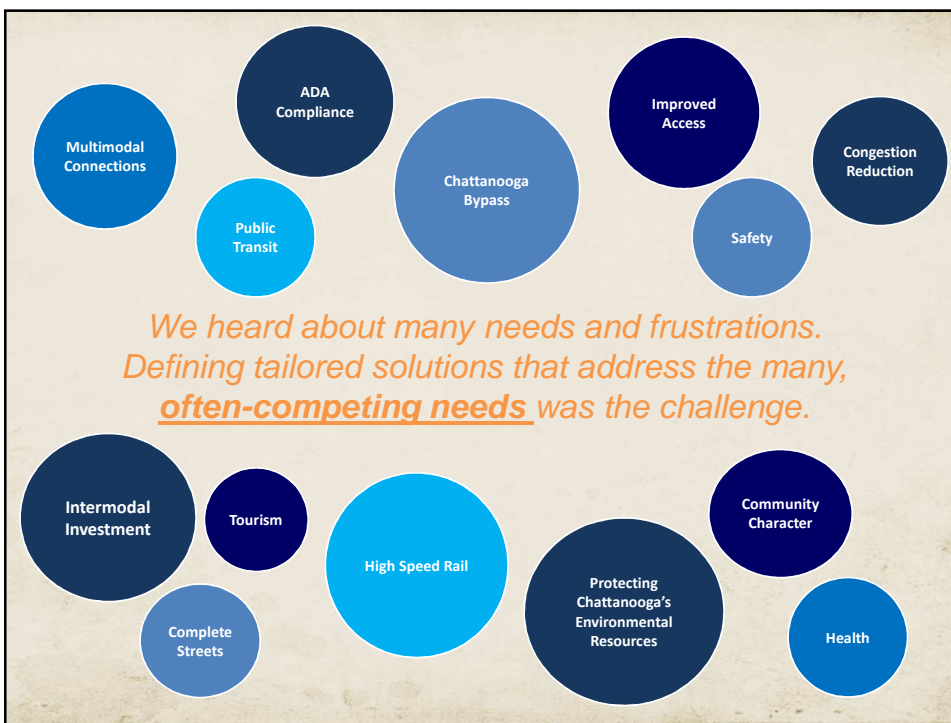 ADA
Compliance
Improved
Access
Multimodal
Connections
Congestion
Reduction
Chattanooga
Bypass
Public
Transit
Safety
We heard about many needs and frustrations.
Defining tailored solutions that address the many,
often-competing needs was the challenge.
Intermodal
Investment
Tourism
Community
Character
High Speed Rail
Protecting
Chattanooga’s
Environmental
Resources
Complete
Streets
Health